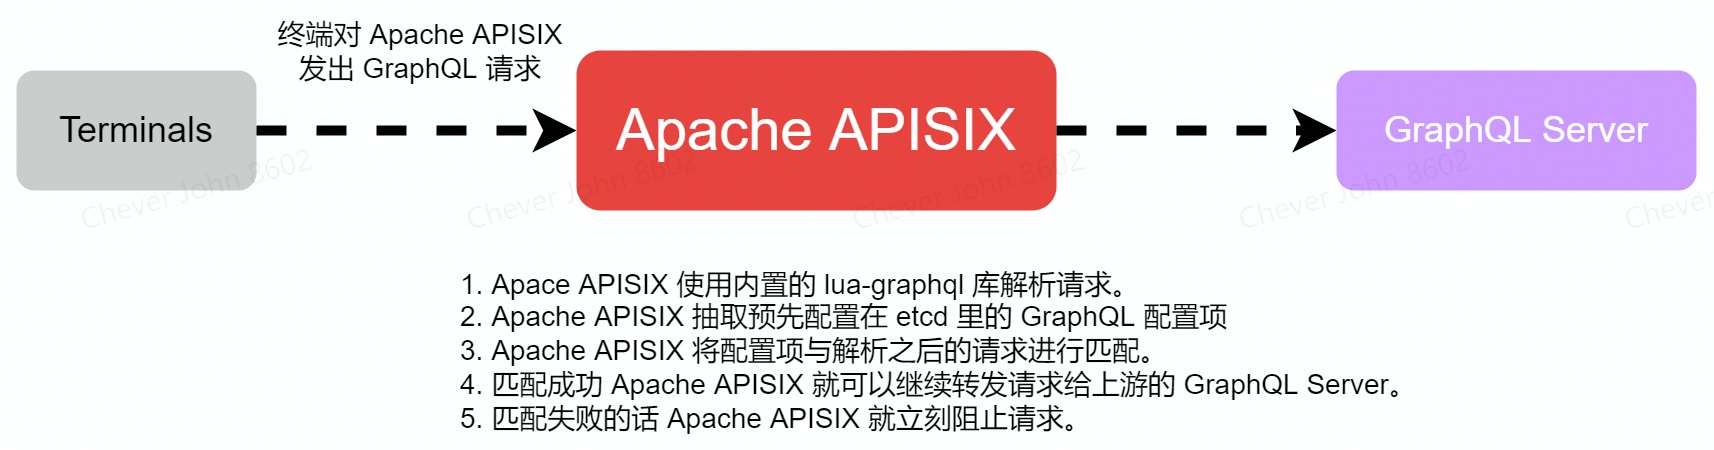 终端对 Apache APISIX
发出 GraphQL 请求
Terminals
Apache APISIX
GraphQL Server
Chever John 8602
Chever John 8602
Chever John 8602
Chever John 8602
Chever
1. Apace APISIX 使用内置的 lua-graphql 库解析请求。
2. Apache APISIX 抽取预先配置在 etcd 里的 GraphQL 配置项
3. Apache APISIX 将配置项与解析之后的请求进行匹配。
4. 匹配成功 Apache APISIX 就可以继续转发请求给上游的 GraphQL Server。
5. 匹配失败的话 Apache APISIX 就立刻阻止请求。